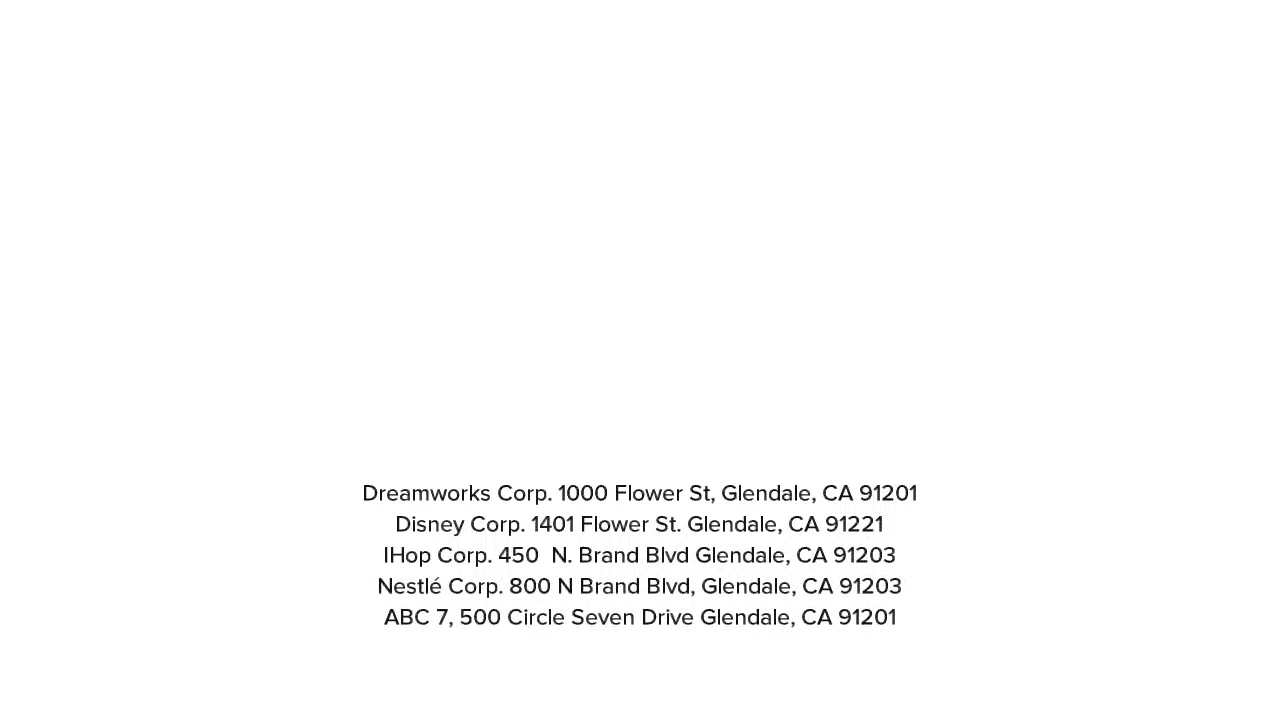 Dreamworks Corp. 1000 Flower St, Glendale, CA 91201
Disney Corp. 1401 Flower St. Glendale, CA 91221
IHop Corp. 450  N. Brand Blvd Glendale, CA 91203
Nestlé Corp. 800 N Brand Blvd, Glendale, CA 91203
ABC 7, 500 Circle Seven Drive Glendale, CA 91201